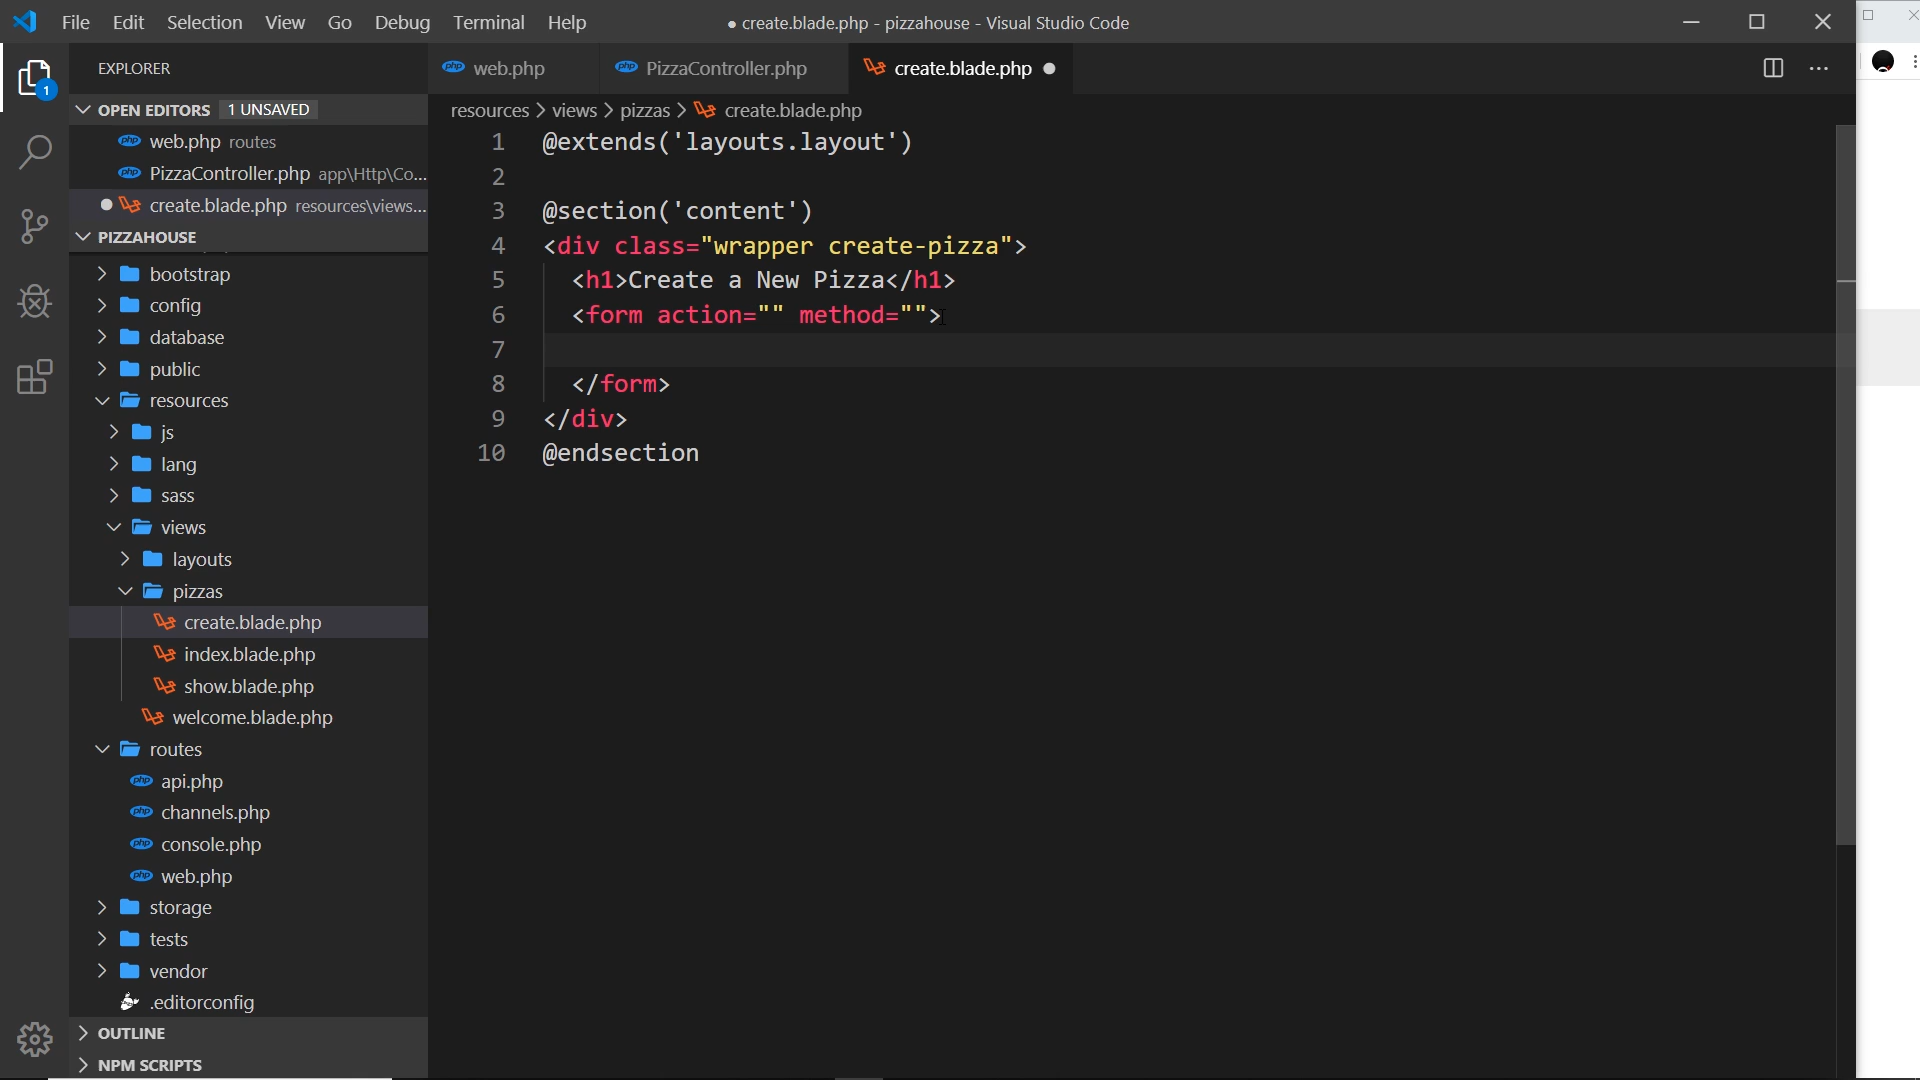 File Edit Selection View Go Debug Terminal Help
● create.blade.php - pizzahouse - Visual Studio Code
EXPLORER
1
OPEN EDITORS 1 UNSAVED
web.php routes
PizzaController.php app\Http\Co...
create.blade.php resources\views...
PIZZAHOUSE
bootstrap
config
database
public
resources
js
lang
sass
views
layouts
pizzas
create.blade.php
index.blade.php
show.blade.php
welcome.blade.php
routes
api.php
channels.php
console.php
web.php
storage
tests
vendor
.editorconfig
OUTLINE
NPM SCRIPTS
php web.php
php PizzaController.php
create.blade.php
resources > views > pizzas > create.blade.php
1 @extends('layouts.layout')
2
3 @section('content')
4 <div class="wrapper create-pizza">
5 <h1>Create a New Pizza</h1>
6 <form action="" method="">
7
8 </form>
9 </div>
10 @endsection